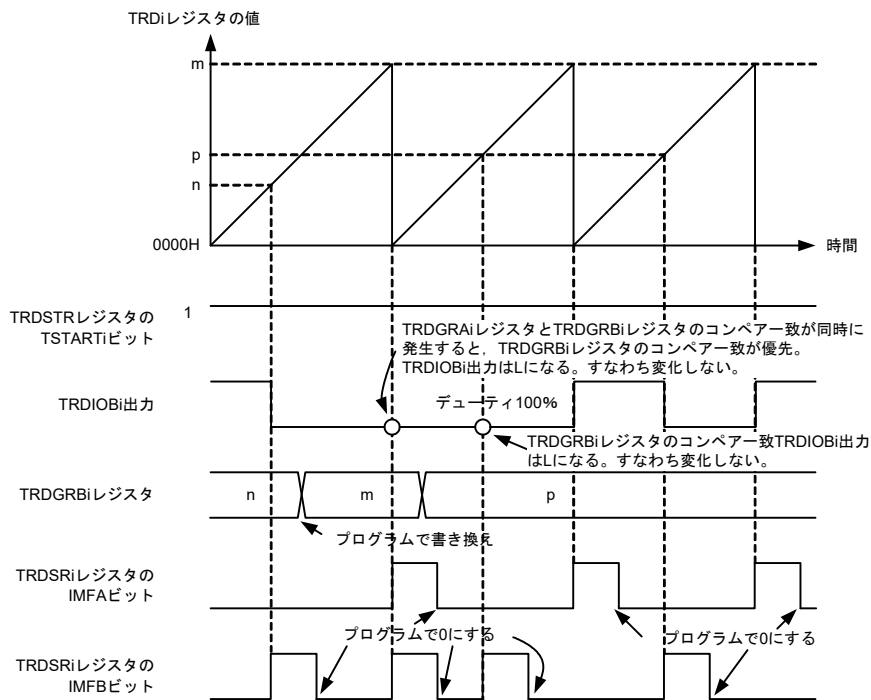 TRDiレジスタの値
m
p
n
0000H
時間
TRDSTRレジスタの
TSTARTiビット
1
TRDGRAiレジスタとTRDGRBiレジスタのコンペアー致が同時に
発生すると，TRDGRBiレジスタのコンペアー致が優先。
TRDIOBi出力はLになる。すなわち変化しない。
TRDIOBi出力
デューティ100%
TRDGRBiレジスタのコンペアー致TRDIOBi出力
はLになる。すなわち変化しない。
TRDGRBiレジスタ
n
m
p
プログラムで書き換え
TRDSRiレジスタの
IMFAビット
プログラムで0にする
プログラムで0にする
TRDSRiレジスタの
IMFBビット